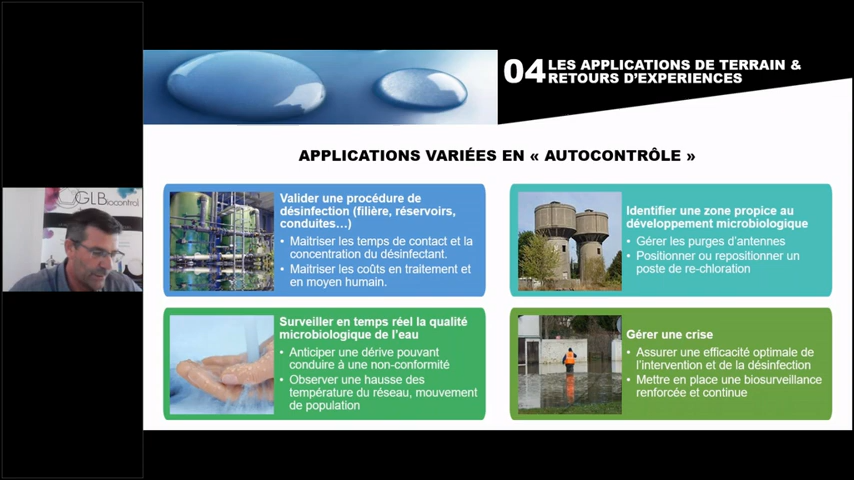 04 LES APPLICATIONS DE TERRAIN &
RETOURS D'EXPERIENCES
APPLICATIONS VARIÉES EN « AUTOCONTRÔLE »
GLBiocontrol
Valider une procédure de
désinfection (filière, réservoirs,
conduites…)
• Maitriser les temps de contact et la
concentration du désinfectant.
• Maitriser les coûts en traitement et
en moyen humain.
Identifier une zone propice au
développement microbiologique
• Gérer les purges d'antennes
• Positionner ou repositionner un
poste de re-chloration
Surveiller en temps réel la qualité
microbiologique de l'eau
• Anticiper une dérive pouvant
conduire à une non-conformité
• Observer une hausse des
température du réseau, mouvement
de population
Gérer une crise
• Assurer une efficacité optimale de
l'intervention et de la désinfection
• Mettre en place une biosurveillance
renforcée et continue